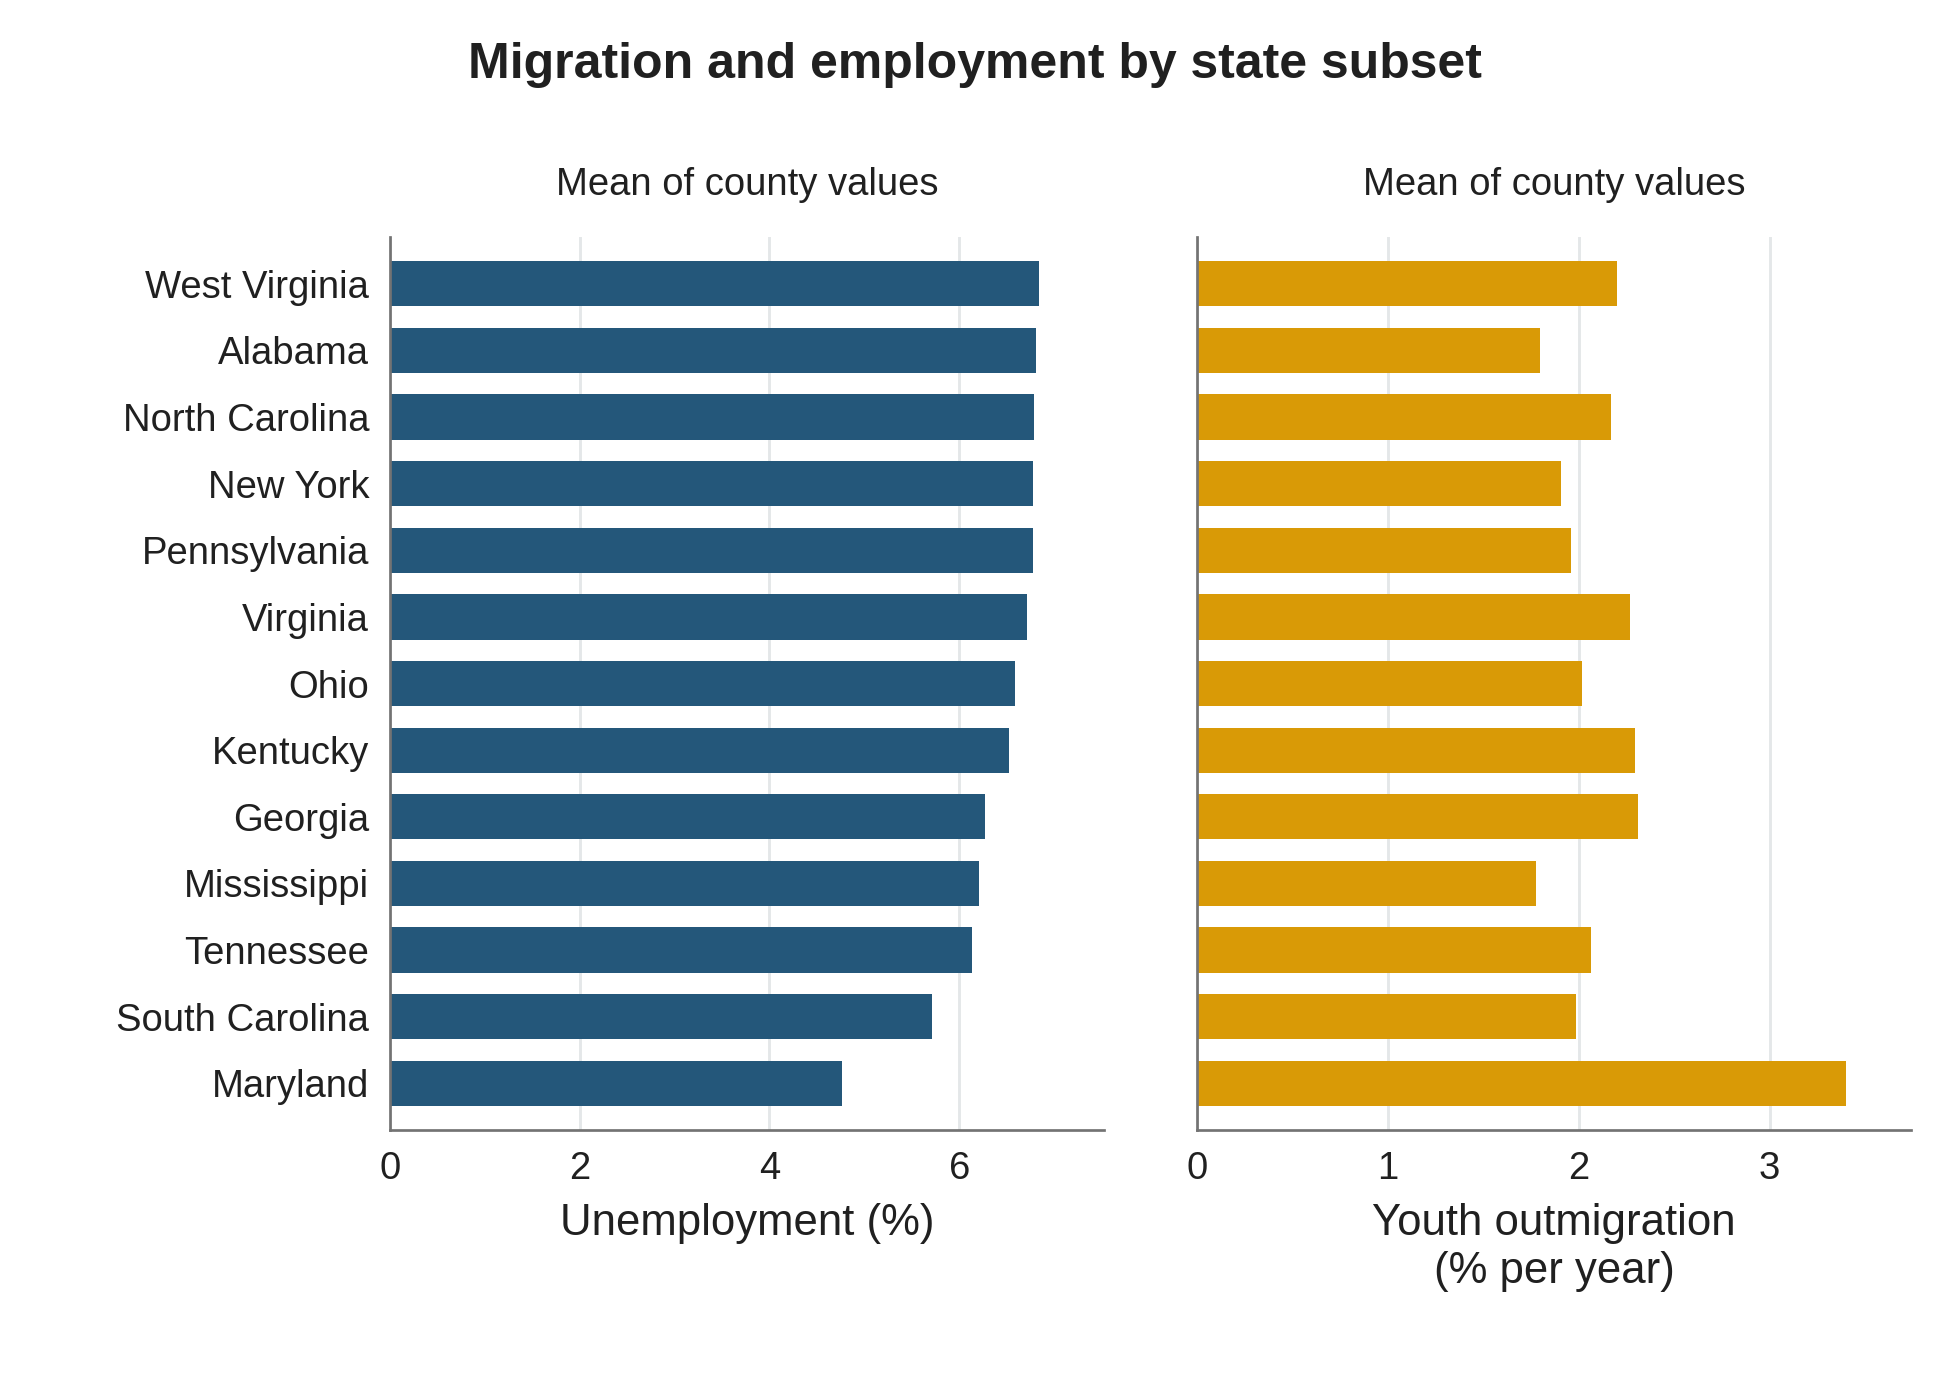 Migration and employment by state subset
Mean of county values
Mean of county values
West Virginia
Alabama
North Carolina
New York
Pennsylvania
Virginia
Ohio
Kentucky
Georgia
Mississippi
Tennessee
South Carolina
Maryland
0 2 4 6
0 1 2 3
Unemployment (%)
Youth outmigration
(% per year)